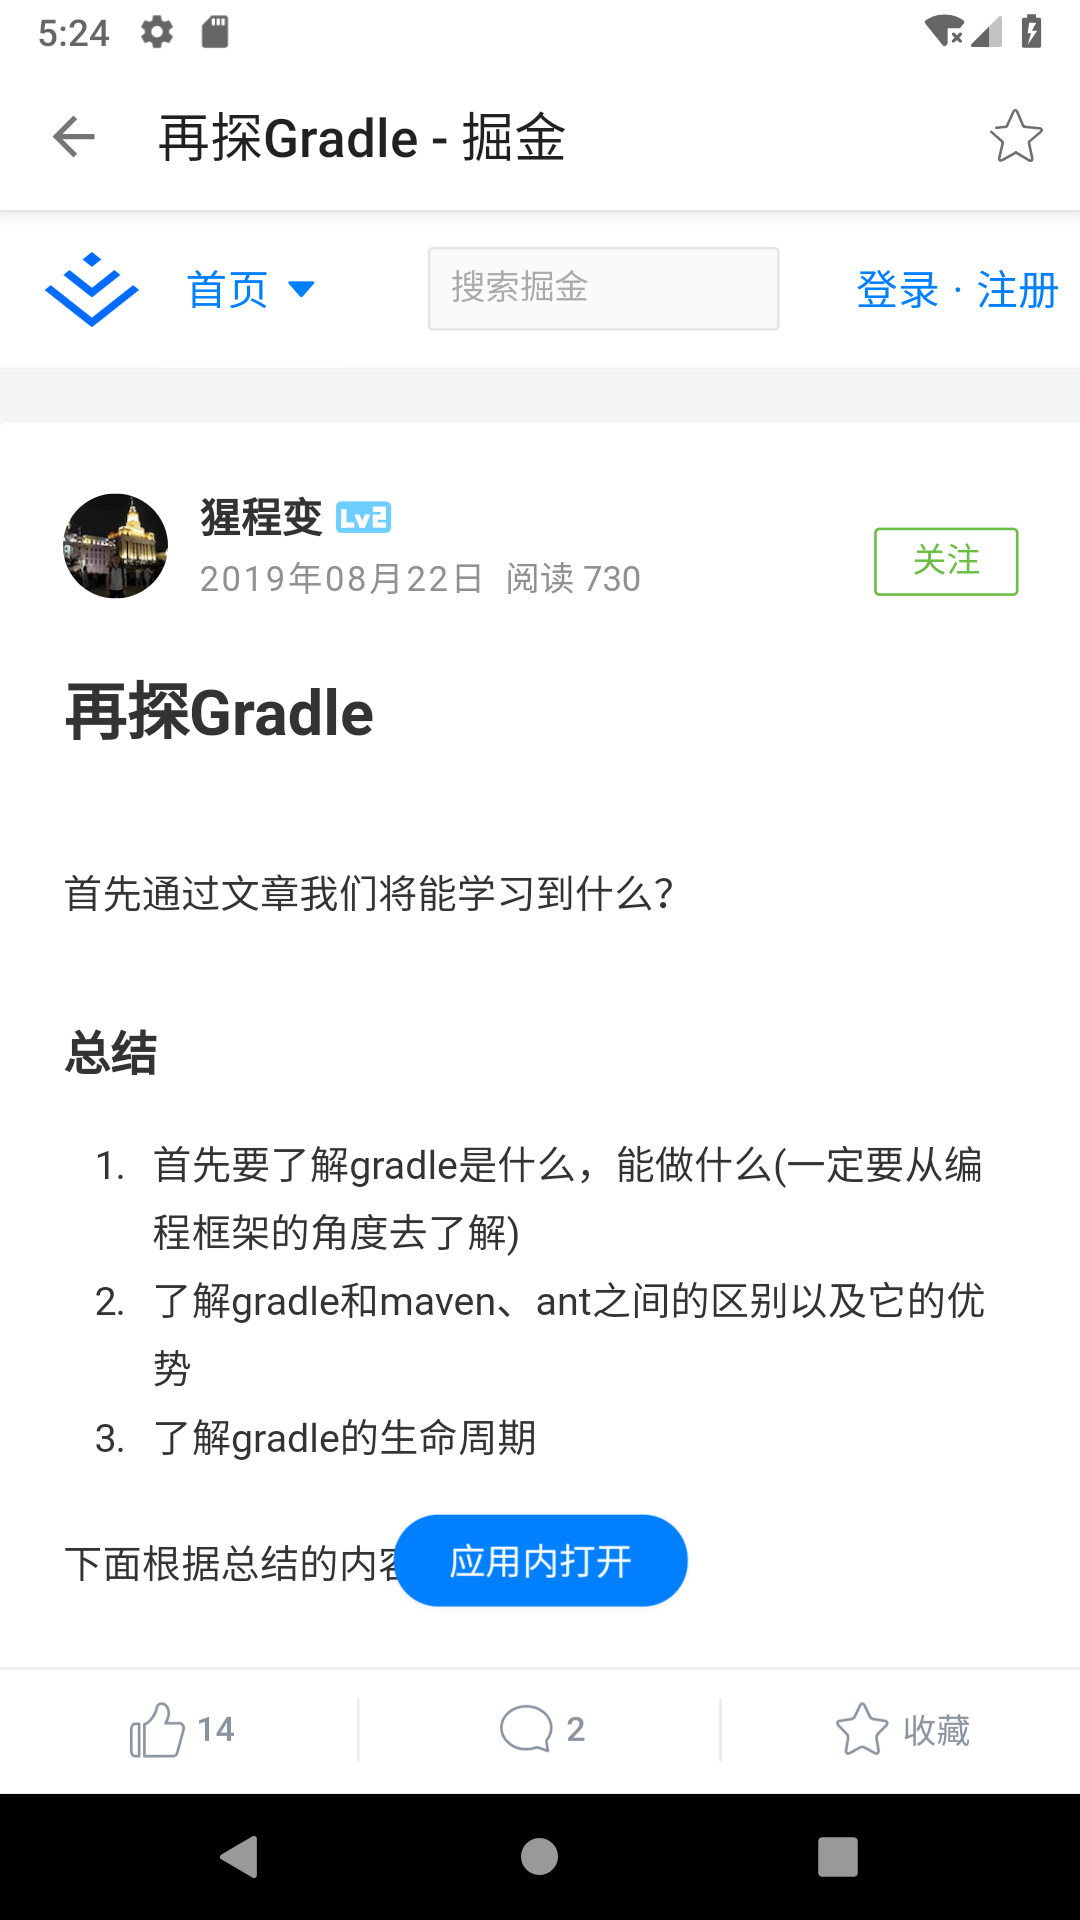 5:24
再探Gradle - 掘金
首页
搜索掘金
登录 · 注册
猩程变 Lv2
2019年08月22日 阅读 730
关注
再探Gradle
首先通过文章我们将能学习到什么？
总结
1. 首先要了解gradle是什么，能做什么(一定要从编
程框架的角度去了解)
2. 了解gradle和maven、ant之间的区别以及它的优
势
3. 了解gradle的生命周期
下面根据总结的内容
应用内打开
14
2
收藏